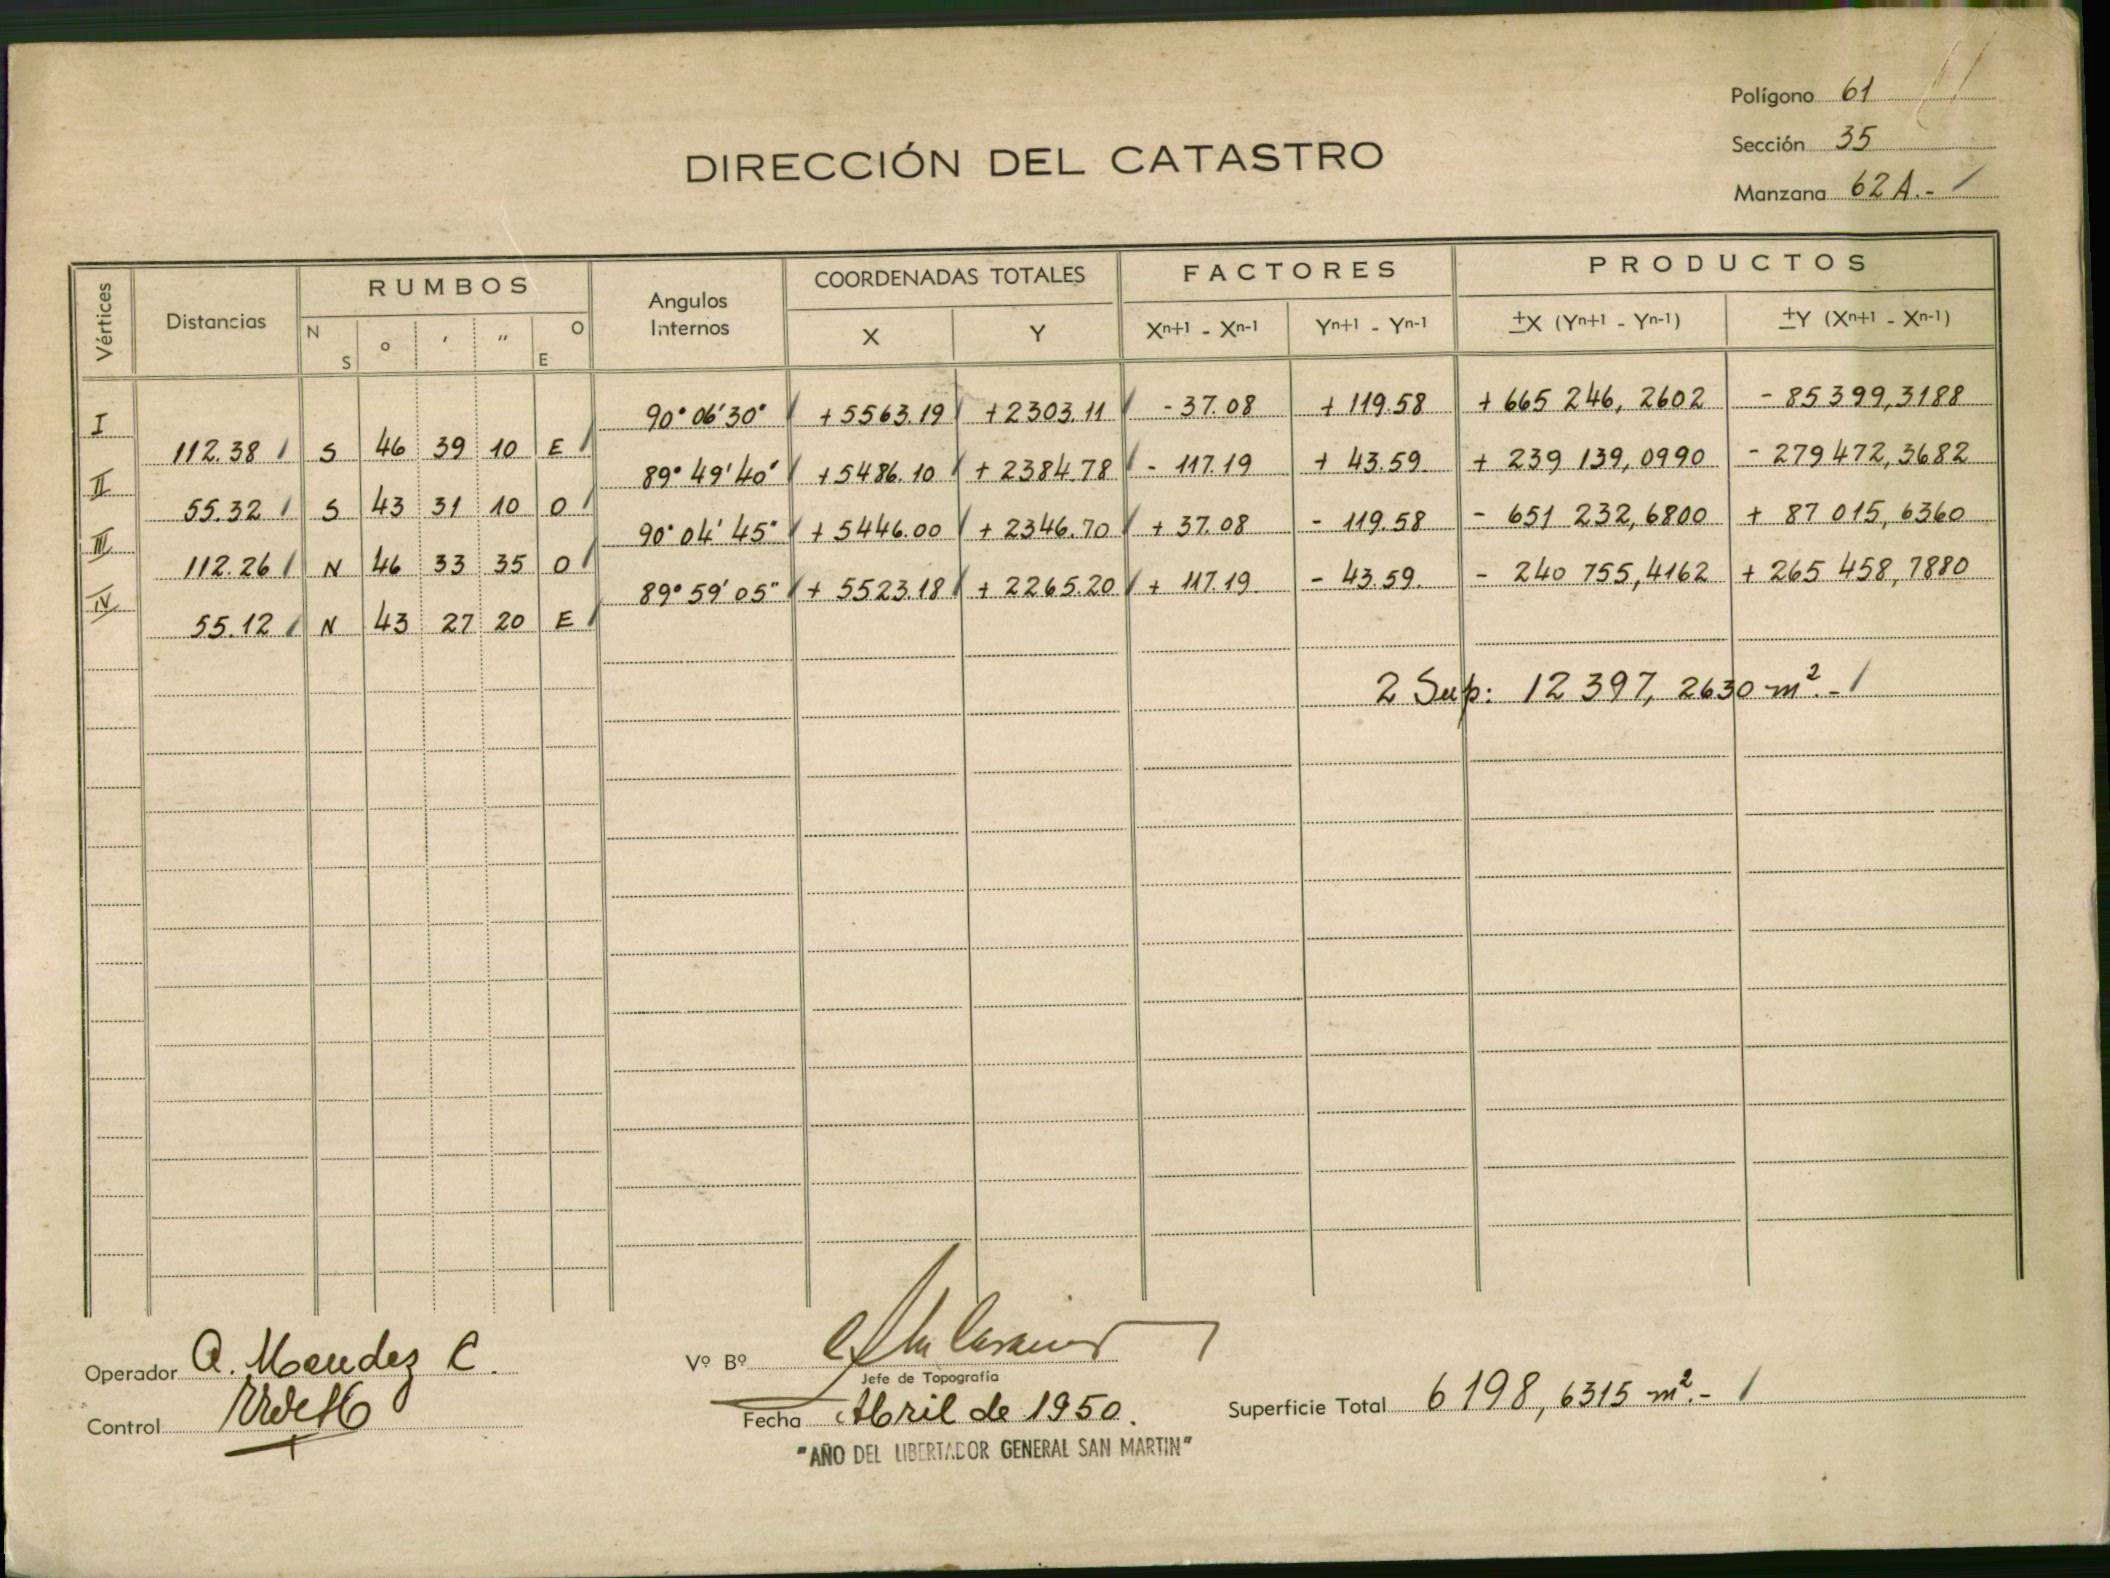 Polígono 61
Sección 35
Manzana 62A.-
DIRECCIÓN DEL CATASTRO
Vértices Distancias RUMBOS Angulos Internos COORDENADAS TOTALES FACTORES PRODUCTOS
N S ° ' " O E X Y Xn+1 - Xn-1 Yn+1 - Yn-1 ±X (Yn+1 - Yn-1) ±Y (Xn+1 - Xn-1)
I 90° 06' 30" +5563.19 +2303.11 -37.08 +119.58 +665 246,2602 -85399,3188
112.38 S 46 39 10 E
II 89° 49' 40" +5486.10 +2384.78 -117.19 +43.59 +239 139,0990 -279472,3682
55.32 S 43 31 10 O
III 90° 04' 45" +5446.00 +2346.70 +37.08 -119.58 -651 232,6800 +87 015,6360
112.26 N 46 33 35 O
IV 89° 59' 05" +5523.18 +2265.20 +117.19 -43.59. -240 755,4162 +265 458,7880
55.12 N 43 27 20 E
2 Sup: 12 397,2630 m².-
Operador A. Mendez C.
Control
Vº Bº
Jefe de Topografía
Fecha Abril de 1950.
"AÑO DEL LIBERTADOR GENERAL SAN MARTIN"
Superficie Total 6198,6315 m².-